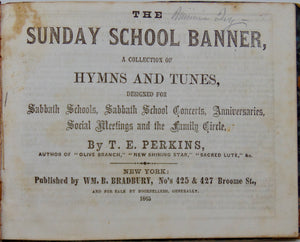 THE
SUNDAY SCHOOL BANNER,
A COLLECTION OF
HYMNS AND TUNES,
DESIGNED FOR
Sabbath Schools, Sabbath School Concerts, Anniversaries,
Social Meetings and the Family Circle.
By T. E. PERKINS,
AUTHOR OF "OLIVE BRANCH," "NEW SHINING STAR," "SACRED LUTE," &c.
NEW YORK:
Published by WM. B. BRADBURY, No's 425 & 427 Broome St.,
AND FOR SALE BY BOOKSELLERS, GENERALLY.
1865